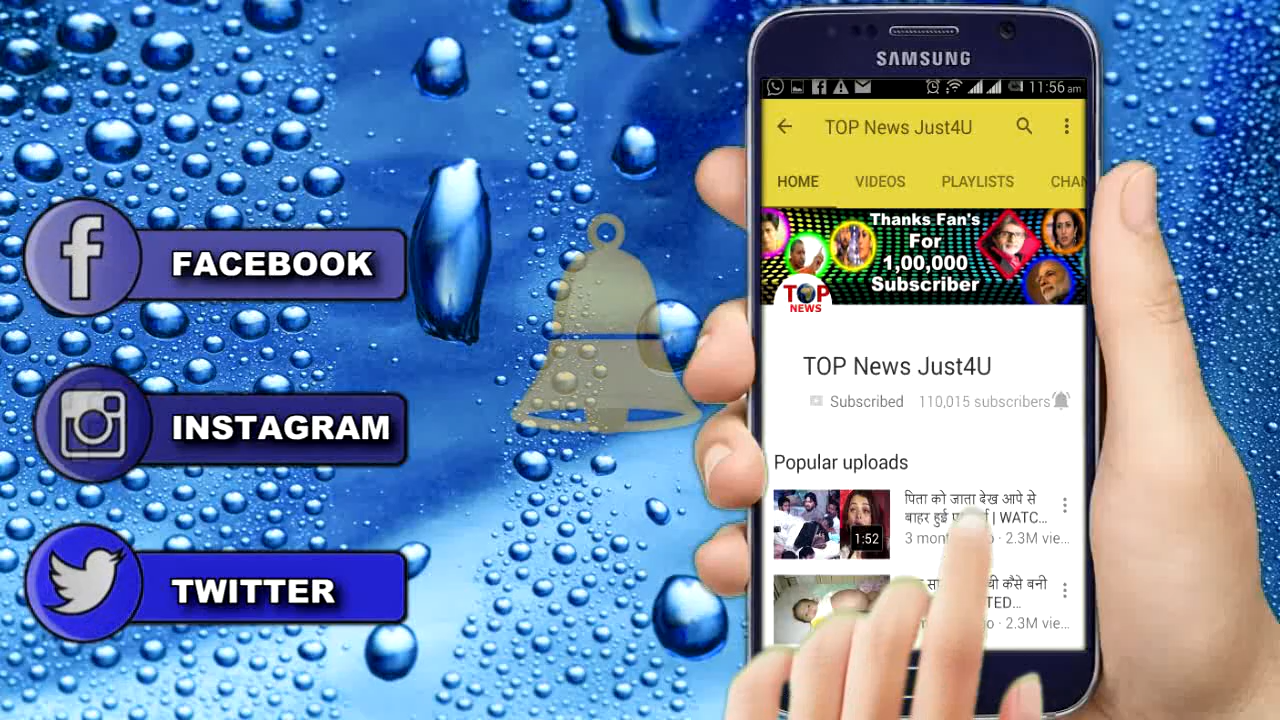 FACEBOOK
INSTAGRAM
TWITTER
SAMSUNG
11:56 am
TOP News Just4U
HOME VIDEOS PLAYLISTS CHAN
Thanks Fan's
For
1,00,000
Subscriber
TOP
NEWS
TOP News Just4U
Subscribed 110,015 subscribers
Popular uploads
पिता को जाता देख आपे से
बाहर हुई | WATC...
1:52
3 mont · 2.3M vie...
कैसे बनी
TED...
· 2.3M vie...